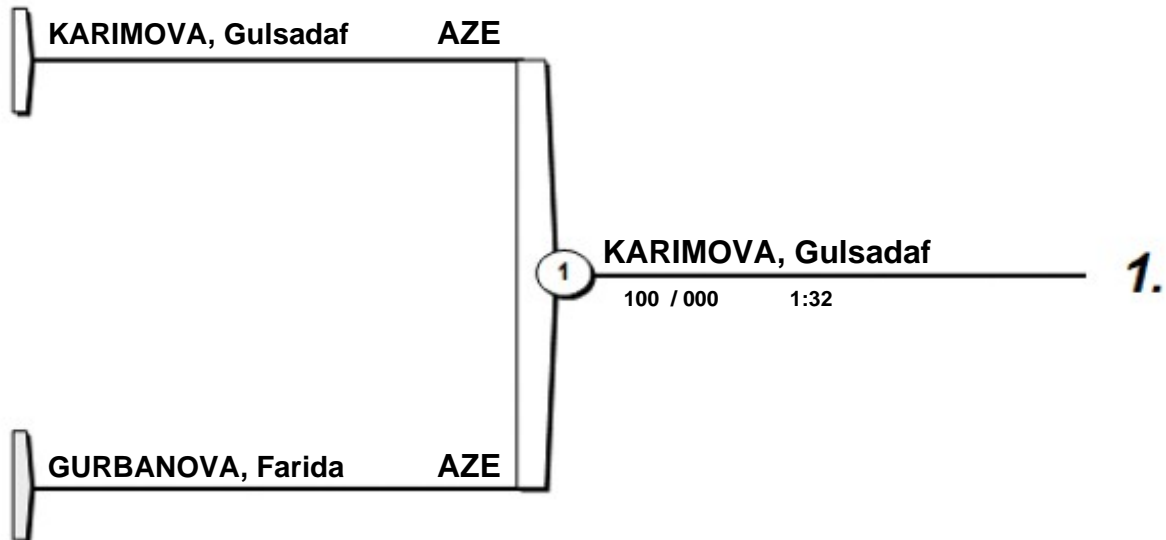 KARIMOVA, Gulsadaf AZE
1 KARIMOVA, Gulsadaf 1.
100 / 000 1:32
GURBANOVA, Farida AZE